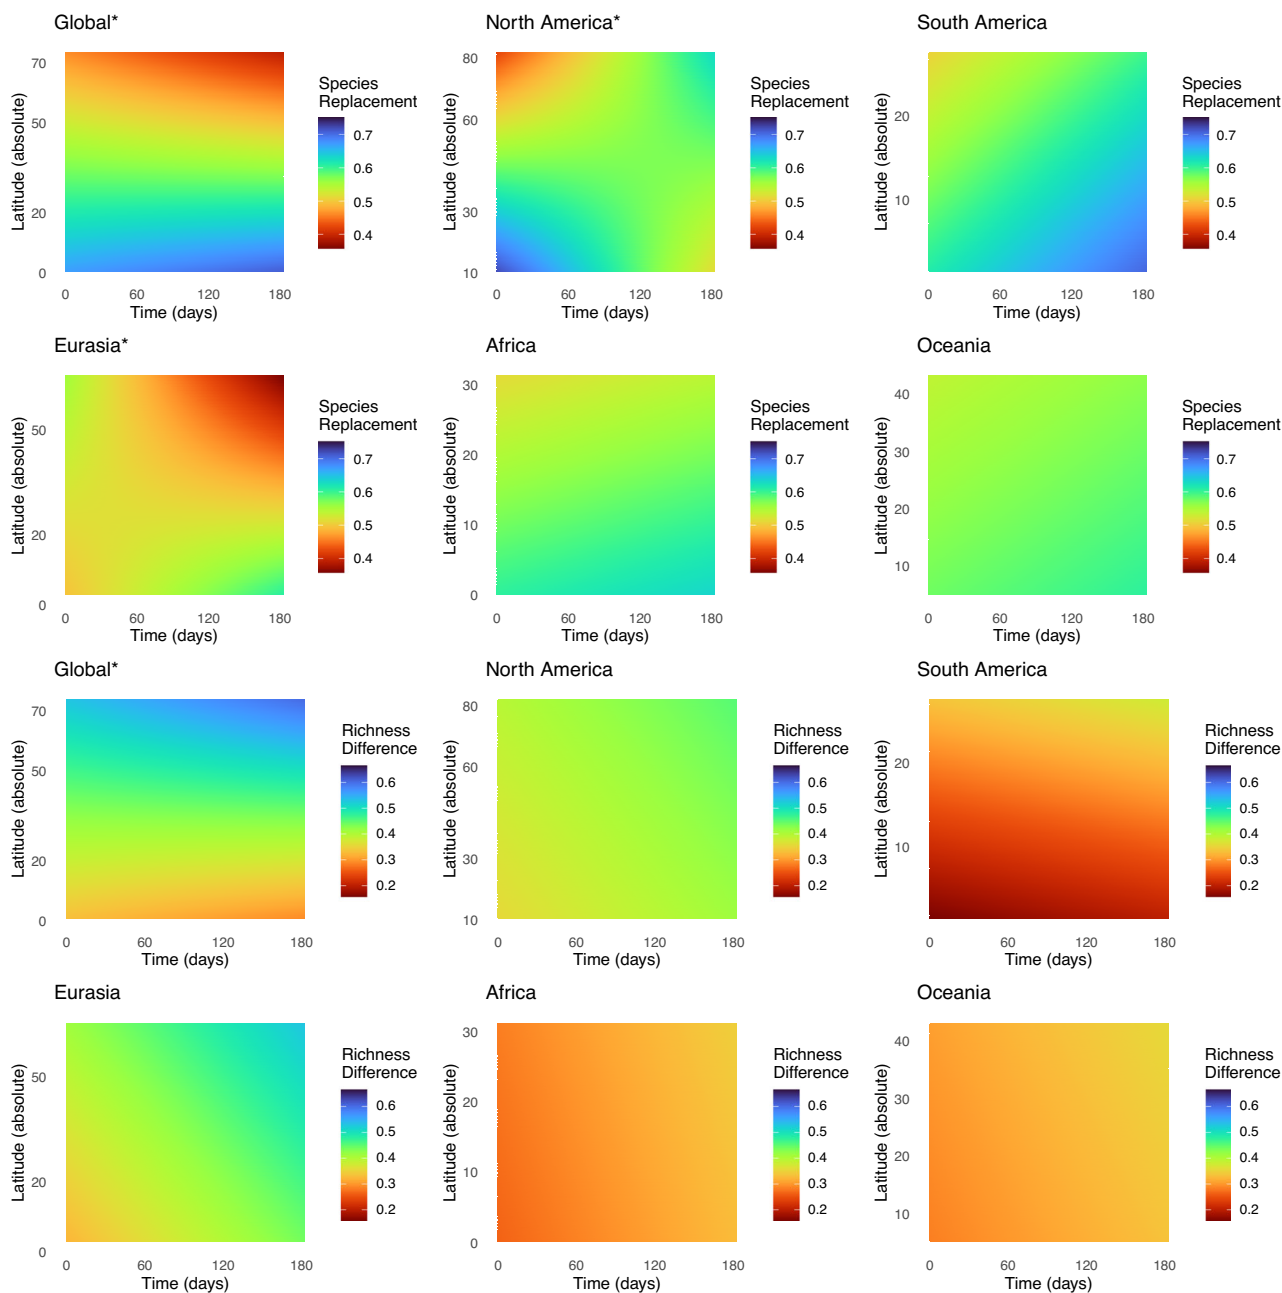 Global*
Latitude (absolute)
70
50
20
0
0 60 120 180
Time (days)
Species
Replacement
0.7
0.6
0.5
0.4
North America*
Latitude (absolute)
80
60
30
10
0 60 120 180
Time (days)
Species
Replacement
0.7
0.6
0.5
0.4
South America
Latitude (absolute)
20
10
0 60 120 180
Time (days)
Species
Replacement
0.7
0.6
0.5
0.4
Eurasia*
Latitude (absolute)
50
20
0
0 60 120 180
Time (days)
Species
Replacement
0.7
0.6
0.5
0.4
Africa
Latitude (absolute)
30
20
10
0
0 60 120 180
Time (days)
Species
Replacement
0.7
0.6
0.5
0.4
Oceania
Latitude (absolute)
40
30
20
10
0 60 120 180
Time (days)
Species
Replacement
0.7
0.6
0.5
0.4
Global*
Latitude (absolute)
70
50
20
0
0 60 120 180
Time (days)
Richness
Difference
0.6
0.5
0.4
0.3
0.2
North America
Latitude (absolute)
80
60
30
10
0 60 120 180
Time (days)
Richness
Difference
0.6
0.5
0.4
0.3
0.2
South America
Latitude (absolute)
20
10
0 60 120 180
Time (days)
Richness
Difference
0.6
0.5
0.4
0.3
0.2
Eurasia
Latitude (absolute)
50
20
0
0 60 120 180
Time (days)
Richness
Difference
0.6
0.5
0.4
0.3
0.2
Africa
Latitude (absolute)
30
20
10
0
0 60 120 180
Time (days)
Richness
Difference
0.6
0.5
0.4
0.3
0.2
Oceania
Latitude (absolute)
40
30
20
10
0 60 120 180
Time (days)
Richness
Difference
0.6
0.5
0.4
0.3
0.2